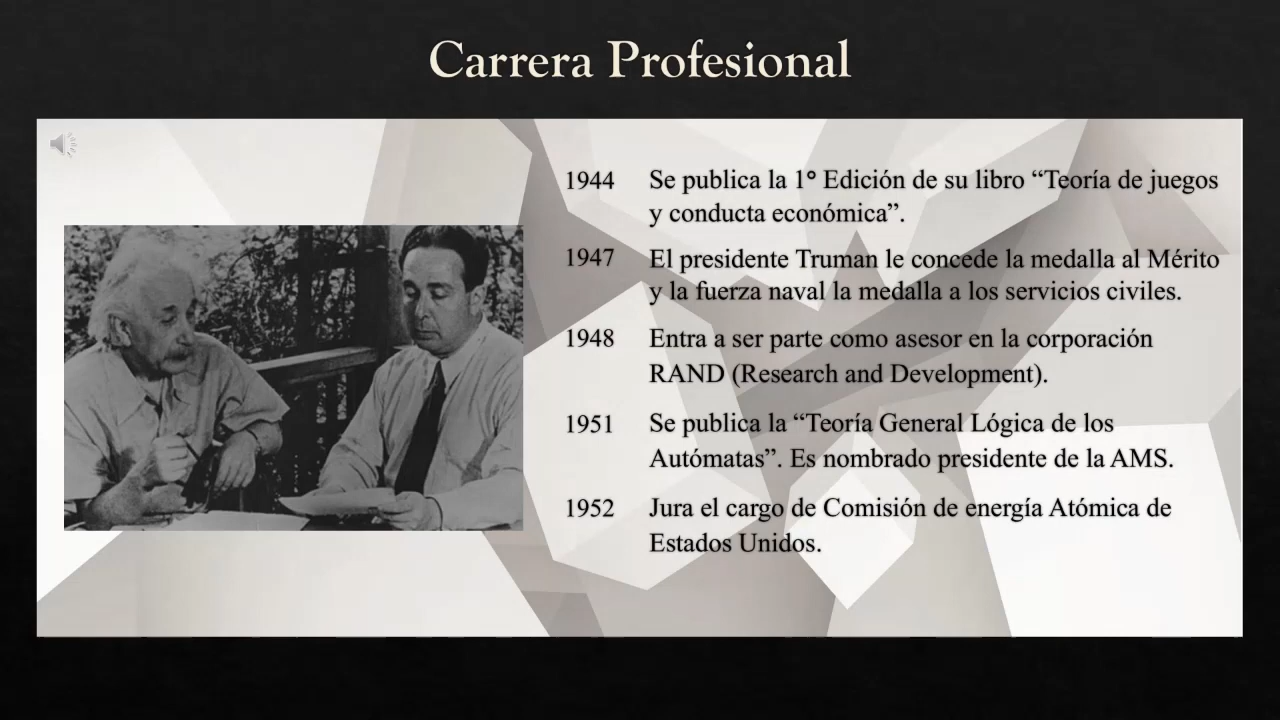 Carrera Profesional
1944 Se publica la 1° Edición de su libro “Teoría de juegos
y conducta económica”.
1947 El presidente Truman le concede la medalla al Mérito
y la fuerza naval la medalla a los servicios civiles.
1948 Entra a ser parte como asesor en la corporación
RAND (Research and Development).
1951 Se publica la “Teoría General Lógica de los
Autómatas”. Es nombrado presidente de la AMS.
1952 Jura el cargo de Comisión de energía Atómica de
Estados Unidos.